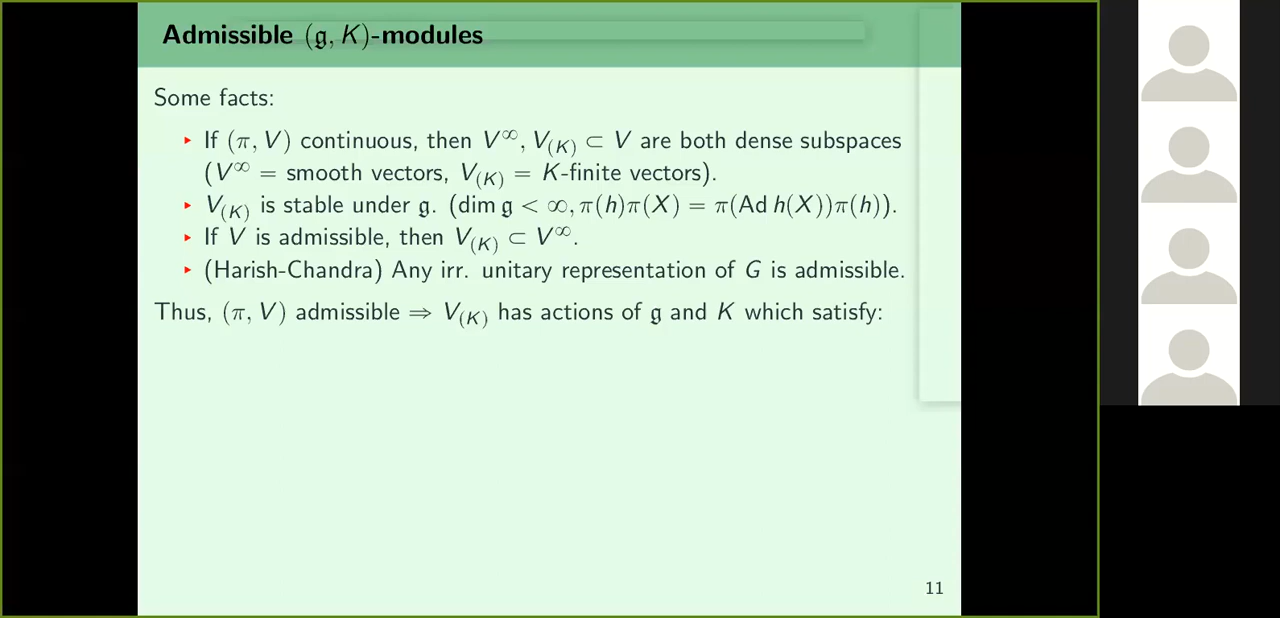 Admissible (𝔤, K)-modules
Some facts:
▸ If (π, V) continuous, then V^∞, V_(K) ⊂ V are both dense subspaces
(V^∞ = smooth vectors, V_(K) = K-finite vectors).
▸ V_(K) is stable under 𝔤. (dim 𝔤 < ∞, π(h)π(X) = π(Ad h(X))π(h)).
▸ If V is admissible, then V_(K) ⊂ V^∞.
▸ (Harish-Chandra) Any irr. unitary representation of G is admissible.
Thus, (π, V) admissible ⇒ V_(K) has actions of 𝔤 and K which satisfy:
11